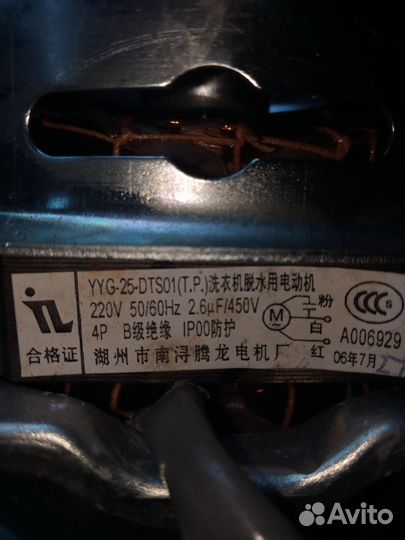 YYG-25-DTS01(T.P.)洗衣机脱水用电动机
220V 50/60Hz 2.6μF/450V
4P B级绝缘 IP00防护
湖州市南浔腾龙电机厂
合格证
M
粉
白
红
CCC
A006929
06年7月
Avito